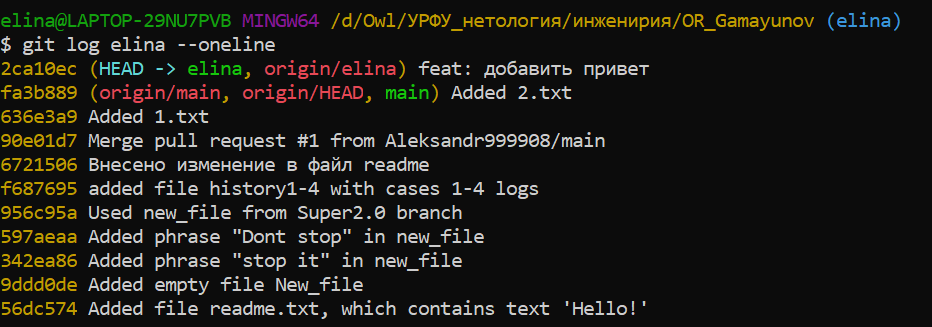 elina@LAPTOP-29NU7PVB MINGW64 /d/Owl/УРФУ_нетология/инженирия/OR_Gamayunov (elina)
$ git log elina --oneline
2ca10ec (HEAD -> elina, origin/elina) feat: добавить привет
fa3b889 (origin/main, origin/HEAD, main) Added 2.txt
636e3a9 Added 1.txt
90e01d7 Merge pull request #1 from Aleksandr999908/main
6721506 Внесено изменение в файл readme
f687695 added file history1-4 with cases 1-4 logs
956c95a Used new_file from Super2.0 branch
597aeaa Added phrase "Dont stop" in new_file
342ea86 Added phrase "stop it" in new_file
9ddd0de Added empty file New_file
56dc574 Added file readme.txt, which contains text 'Hello!'